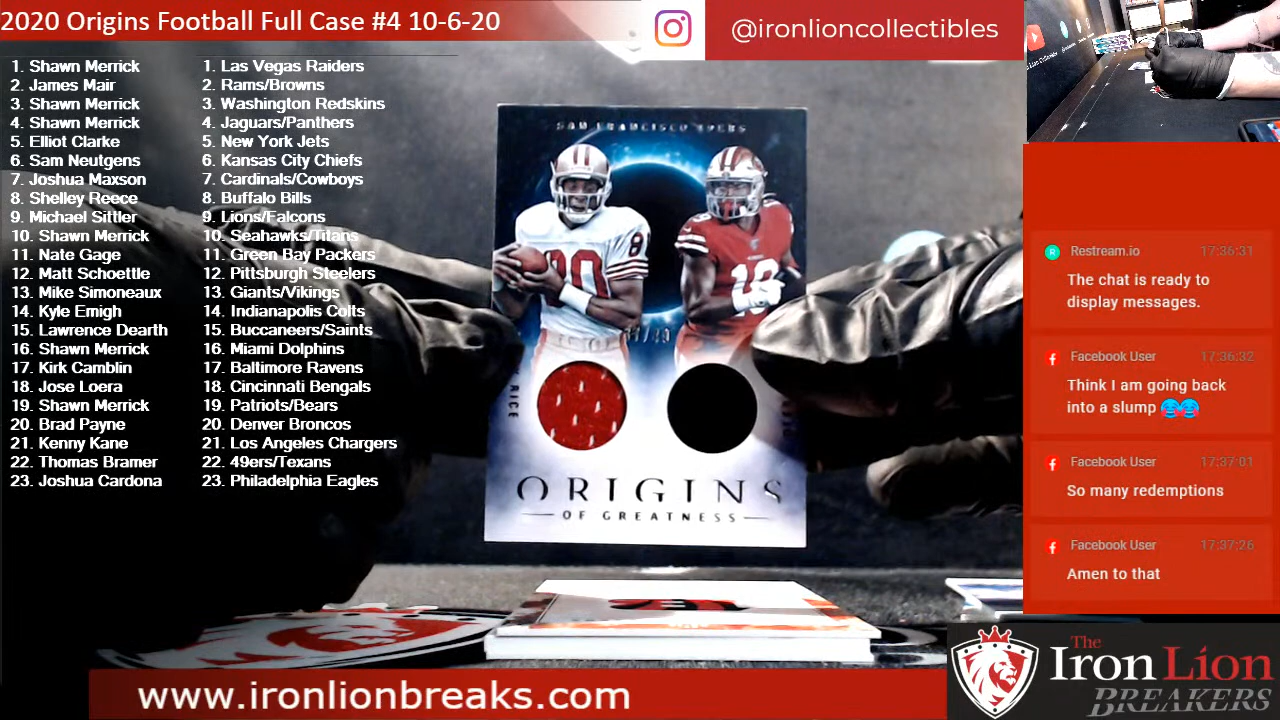 2020 Origins Football Full Case #4 10-6-20
@ironlioncollectibles
1. Shawn Merrick
2. James Mair
3. Shawn Merrick
4. Shawn Merrick
5. Elliot Clarke
6. Sam Neutgens
7. Joshua Maxson
8. Shelley Reece
9. Michael Sittler
10. Shawn Merrick
11. Nate Gage
12. Matt Schoettle
13. Mike Simoneaux
14. Kyle Emigh
15. Lawrence Dearth
16. Shawn Merrick
17. Kirk Camblin
18. Jose Loera
19. Shawn Merrick
20. Brad Payne
21. Kenny Kane
22. Thomas Bramer
23. Joshua Cardona
1. Las Vegas Raiders
2. Rams/Browns
3. Washington Redskins
4. Jaguars/Panthers
5. New York Jets
6. Kansas City Chiefs
7. Cardinals/Cowboys
8. Buffalo Bills
9. Lions/Falcons
10. Seahawks/Titans
11. Green Bay Packers
12. Pittsburgh Steelers
13. Giants/Vikings
14. Indianapolis Colts
15. Buccaneers/Saints
16. Miami Dolphins
17. Baltimore Ravens
18. Cincinnati Bengals
19. Patriots/Bears
20. Denver Broncos
21. Los Angeles Chargers
22. 49ers/Texans
23. Philadelphia Eagles
SAN FRANCISCO 49ERS
80
RICE
ORIGINS
OF GREATNESS
Restream.io 17:36:31
The chat is ready to
display messages.
Facebook User 17:36:32
Think I am going back
into a slump
Facebook User 17:37:01
So many redemptions
Facebook User 17:37:26
Amen to that
The
Iron Lion
BREAKERS
www.ironlionbreaks.com